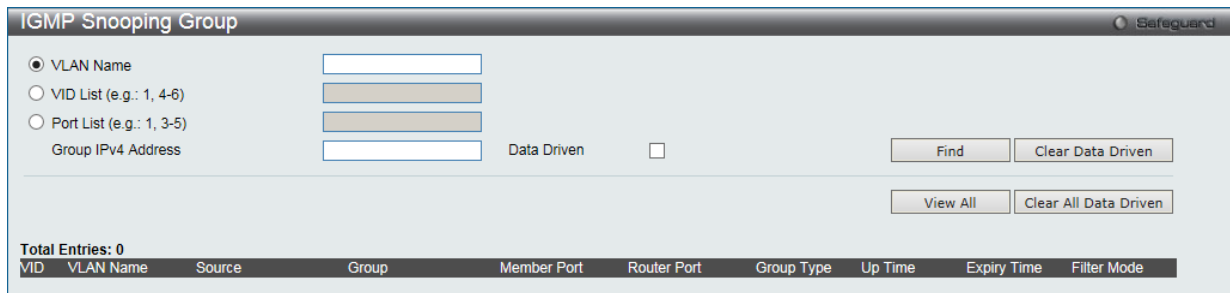 IGMP Snooping Group Safeguard
VLAN Name
VID List (e.g.: 1, 4-6)
Port List (e.g.: 1, 3-5)
Group IPv4 Address Data Driven Find Clear Data Driven
View All Clear All Data Driven
Total Entries: 0
VID VLAN Name Source Group Member Port Router Port Group Type Up Time Expiry Time Filter Mode